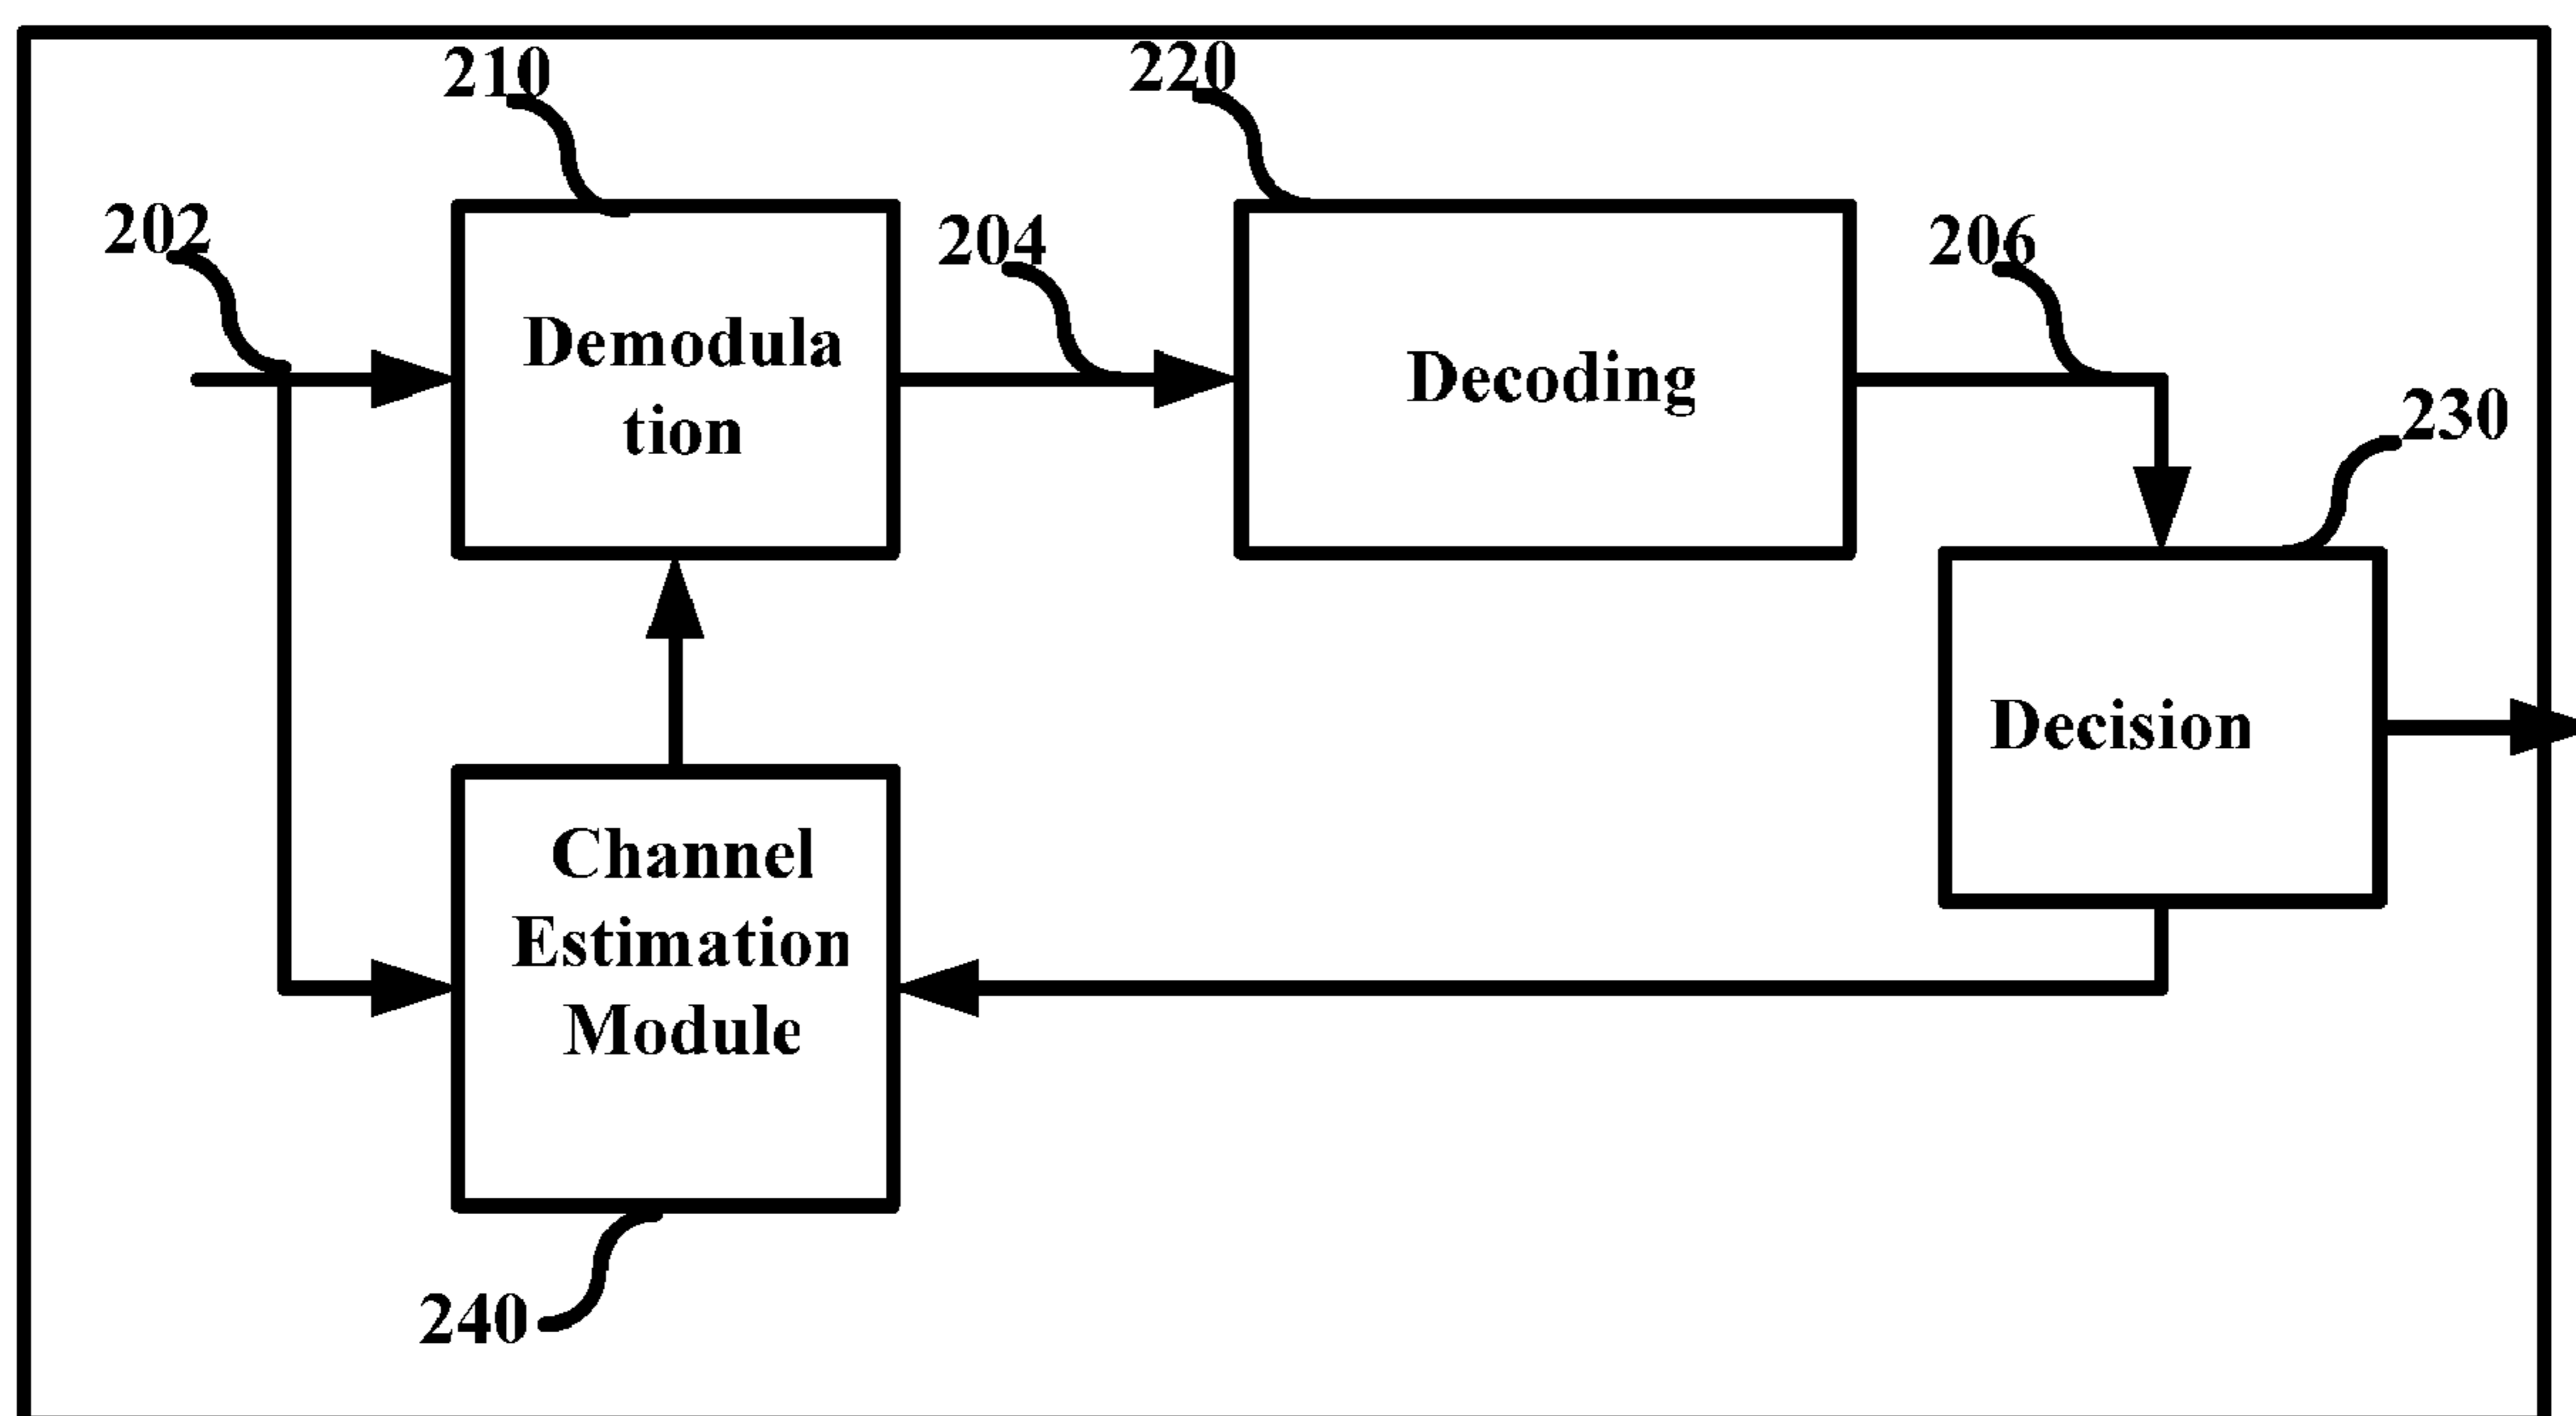 210
220
202
204
206
Demodula
tion
Decoding
230
Decision
Channel
Estimation
Module
240